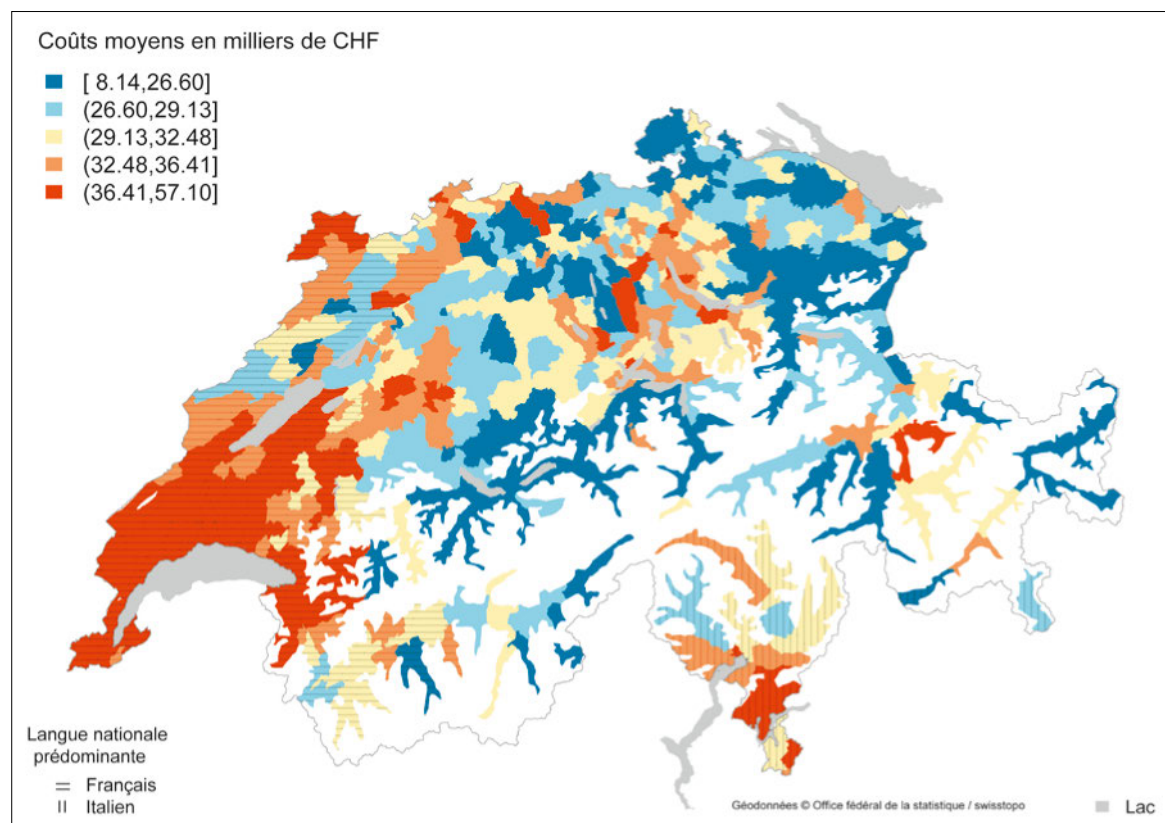 Coûts moyens en milliers de CHF
[ 8.14,26.60]
(26.60,29.13]
(29.13,32.48]
(32.48,36.41]
(36.41,57.10]
Langue nationale
prédominante
Français
Italien
Géodonnées © Office fédéral de la statistique / swisstopo
Lac